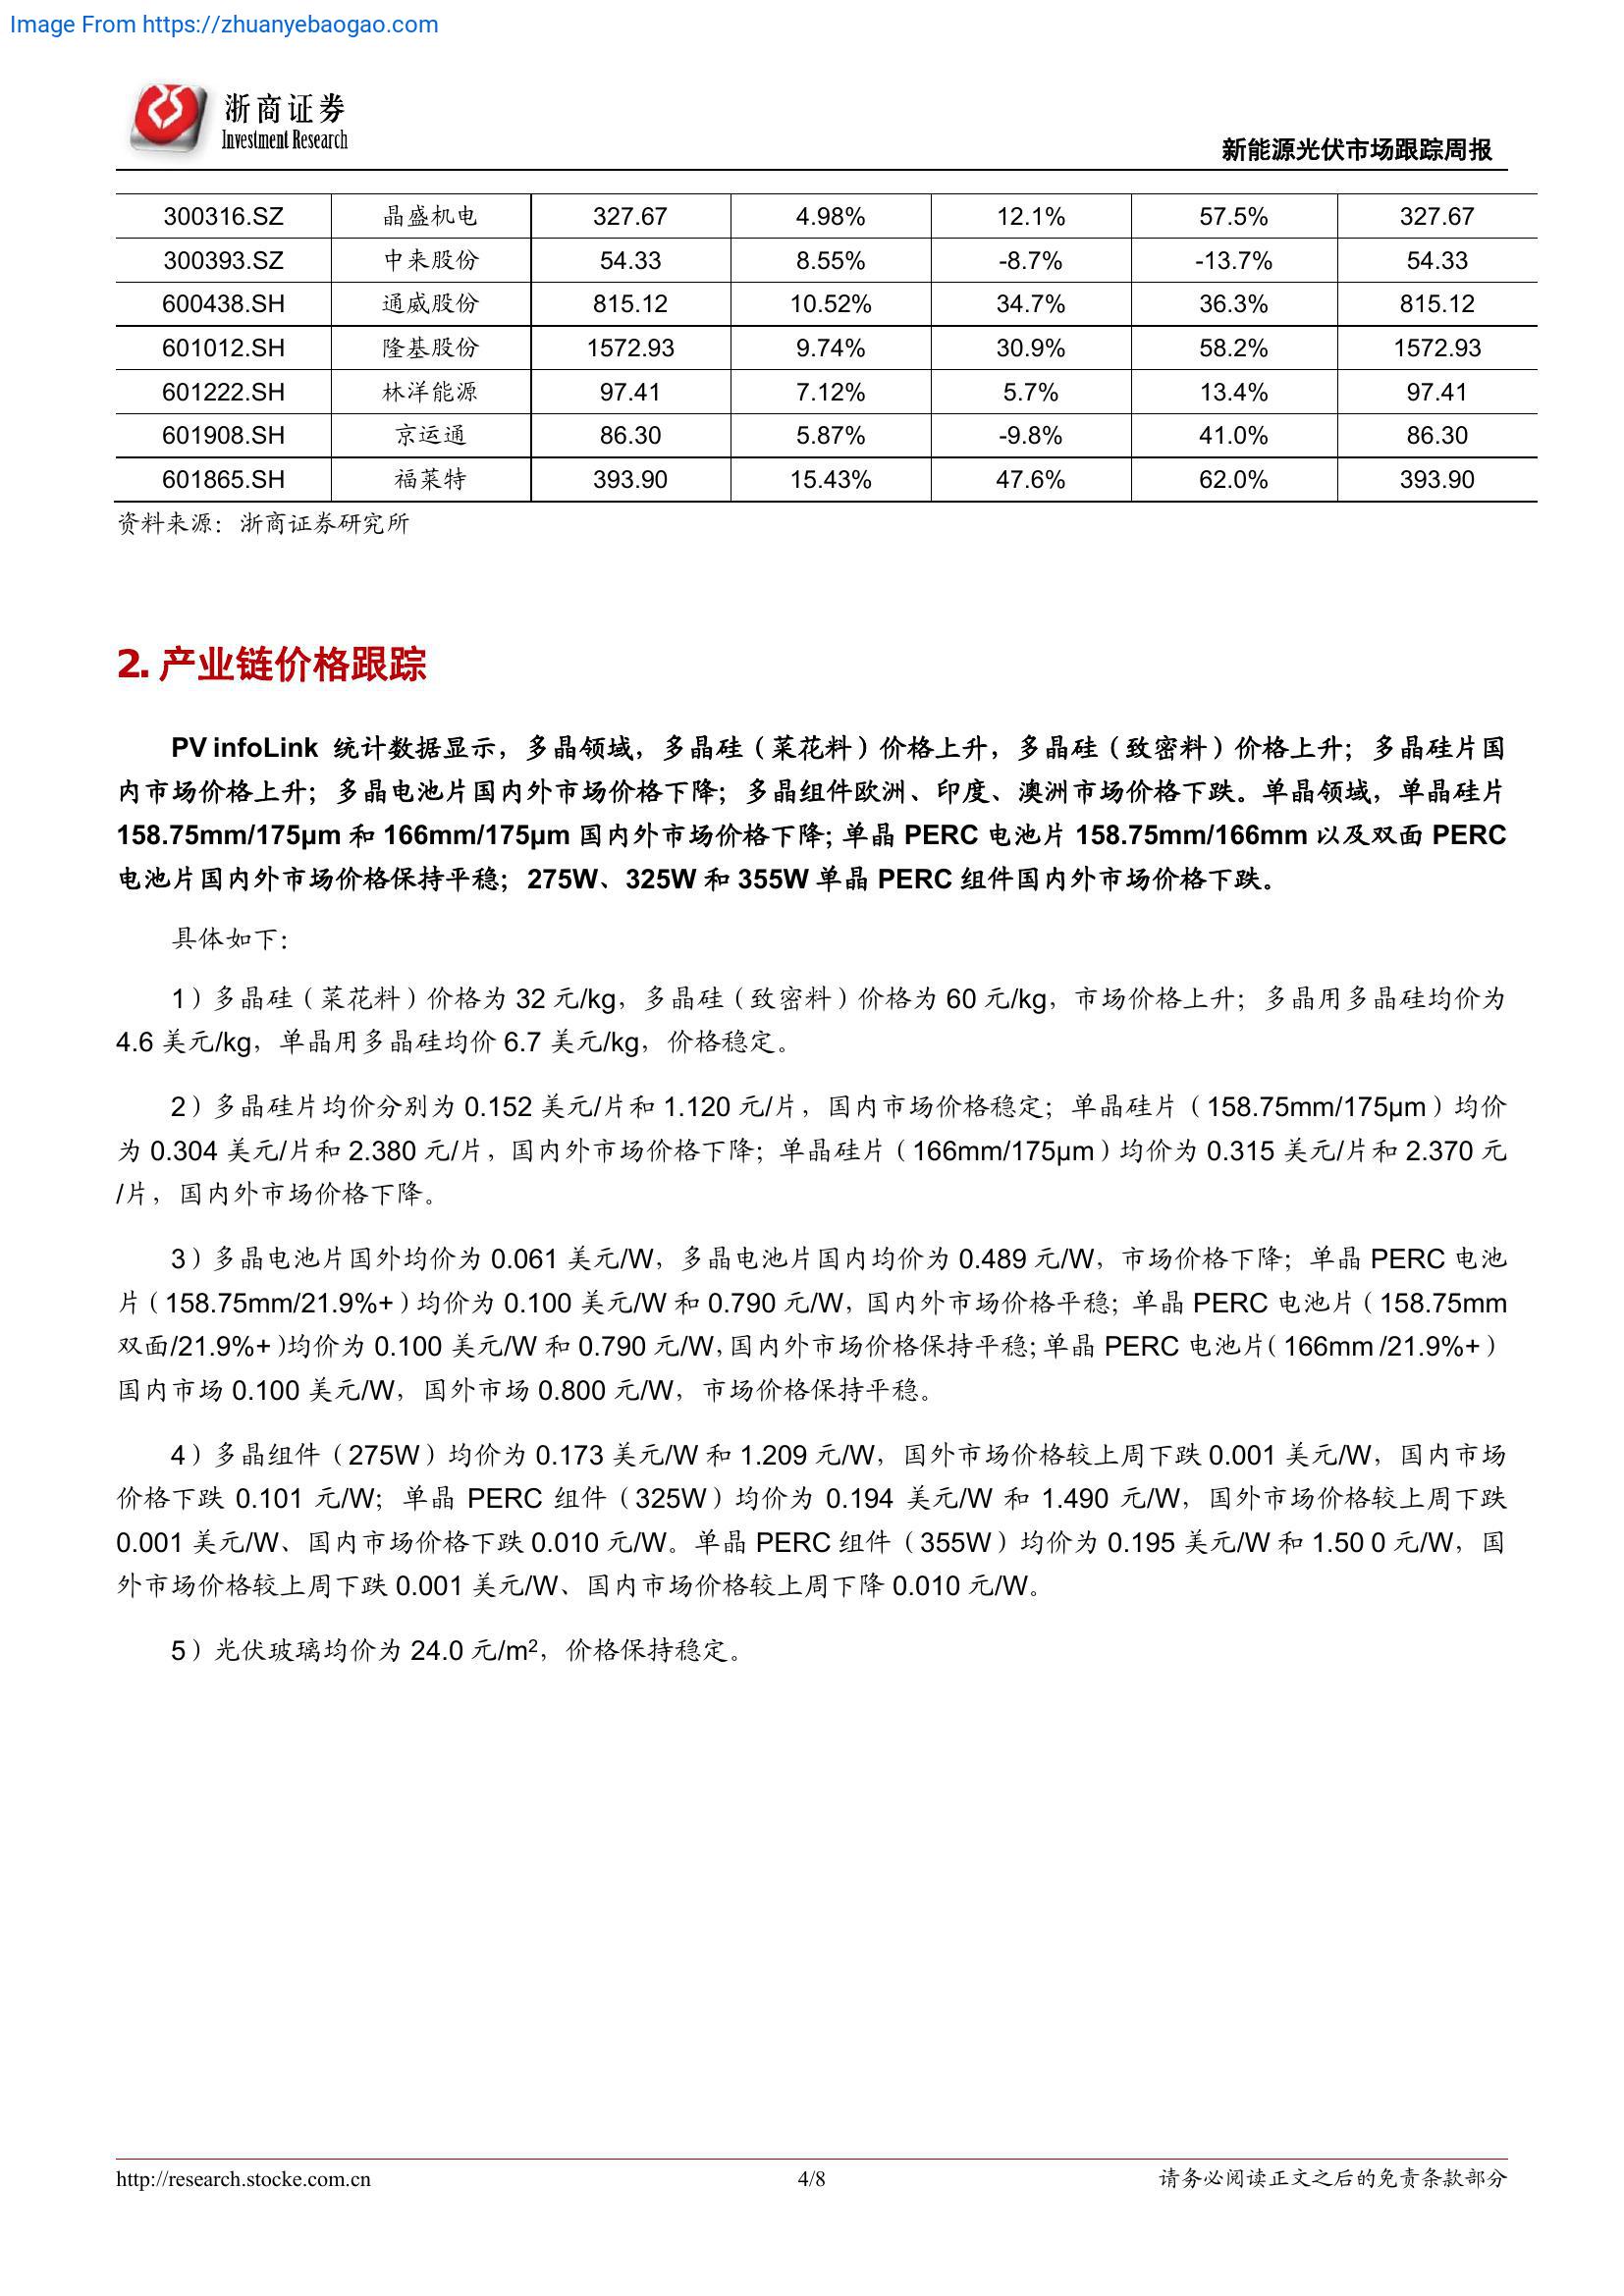 Image From https://zhuanyebaogao.com
浙商证券
Investment Research
新能源光伏市场跟踪周报
300316.SZ 晶盛机电 327.67 4.98% 12.1% 57.5% 327.67
300393.SZ 中来股份 54.33 8.55% -8.7% -13.7% 54.33
600438.SH 通威股份 815.12 10.52% 34.7% 36.3% 815.12
601012.SH 隆基股份 1572.93 9.74% 30.9% 58.2% 1572.93
601222.SH 林洋能源 97.41 7.12% 5.7% 13.4% 97.41
601908.SH 京运通 86.30 5.87% -9.8% 41.0% 86.30
601865.SH 福莱特 393.90 15.43% 47.6% 62.0% 393.90
资料来源：浙商证券研究所
2. 产业链价格跟踪
PV infoLink 统计数据显示，多晶领域，多晶硅（菜花料）价格上升，多晶硅（致密料）价格上升；多晶硅片国
内市场价格上升；多晶电池片国内外市场价格下降；多晶组件欧洲、印度、澳洲市场价格下跌。单晶领域，单晶硅片
158.75mm/175μm 和 166mm/175μm 国内外市场价格下降；单晶 PERC 电池片 158.75mm/166mm 以及双面 PERC
电池片国内外市场价格保持平稳；275W、325W 和 355W 单晶 PERC 组件国内外市场价格下跌。
具体如下：
1）多晶硅（菜花料）价格为 32 元/kg，多晶硅（致密料）价格为 60 元/kg，市场价格上升；多晶用多晶硅均价为
4.6 美元/kg，单晶用多晶硅均价 6.7 美元/kg，价格稳定。
2）多晶硅片均价分别为 0.152 美元/片和 1.120 元/片，国内市场价格稳定；单晶硅片（158.75mm/175μm）均价
为 0.304 美元/片和 2.380 元/片，国内外市场价格下降；单晶硅片（166mm/175μm）均价为 0.315 美元/片和 2.370 元
/片，国内外市场价格下降。
3）多晶电池片国外均价为 0.061 美元/W，多晶电池片国内均价为 0.489 元/W，市场价格下降；单晶 PERC 电池
片（158.75mm/21.9%+）均价为 0.100 美元/W 和 0.790 元/W，国内外市场价格平稳；单晶 PERC 电池片（158.75mm
双面/21.9%+）均价为 0.100 美元/W 和 0.790 元/W，国内外市场价格保持平稳；单晶 PERC 电池片（166mm /21.9%+）
国内市场 0.100 美元/W，国外市场 0.800 元/W，市场价格保持平稳。
4）多晶组件（275W）均价为 0.173 美元/W 和 1.209 元/W，国外市场价格较上周下跌 0.001 美元/W，国内市场
价格下跌 0.101 元/W；单晶 PERC 组件（325W）均价为 0.194 美元/W 和 1.490 元/W，国外市场价格较上周下跌
0.001 美元/W、国内市场价格下跌 0.010 元/W。单晶 PERC 组件（355W）均价为 0.195 美元/W 和 1.50 0 元/W，国
外市场价格较上周下跌 0.001 美元/W、国内市场价格较上周下降 0.010 元/W。
5）光伏玻璃均价为 24.0 元/m²，价格保持稳定。
http://research.stocke.com.cn 4/8 请务必阅读正文之后的免责条款部分